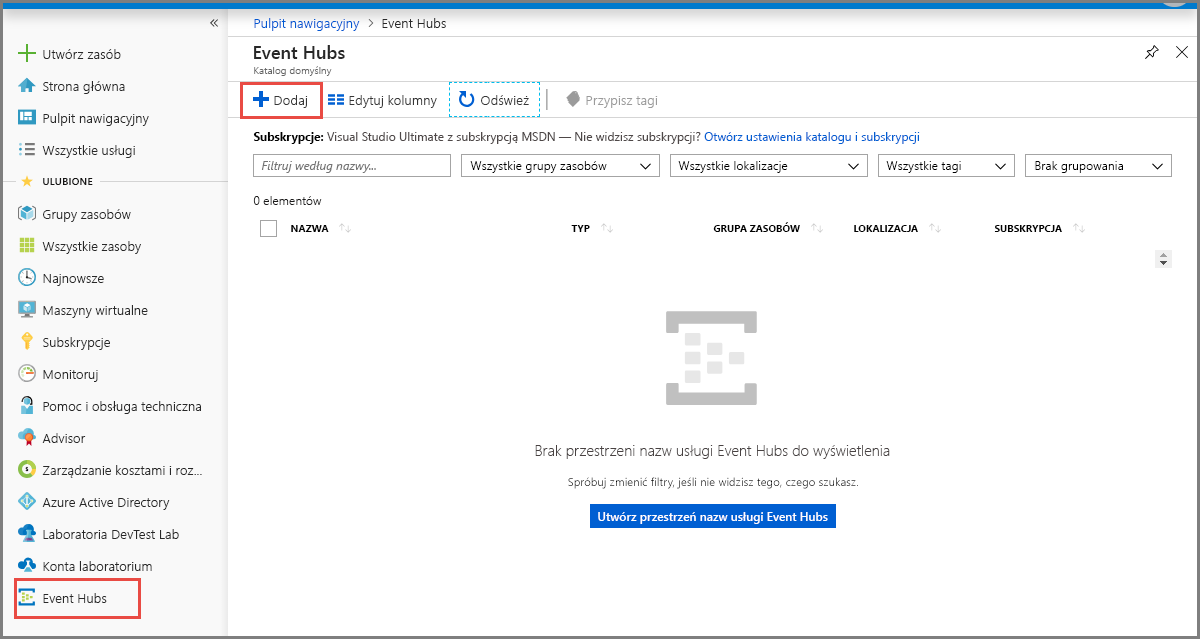 «
Utwórz zasób
Strona główna
Pulpit nawigacyjny
Wszystkie usługi
ULUBIONE
Grupy zasobów
Wszystkie zasoby
Najnowsze
Maszyny wirtualne
Subskrypcje
Monitoruj
Pomoc i obsługa techniczna
Advisor
Zarządzanie kosztami i roz...
Azure Active Directory
Laboratoria DevTest Lab
Konta laboratorium
Event Hubs
Pulpit nawigacyjny > Event Hubs
Event Hubs
Katalog domyślny
Dodaj Edytuj kolumny Odśwież Przypisz tagi
Subskrypcje: Visual Studio Ultimate z subskrypcją MSDN — Nie widzisz subskrypcji? Otwórz ustawienia katalogu i subskrypcji
Filtruj według nazwy... Wszystkie grupy zasobów Wszystkie lokalizacje Wszystkie tagi Brak grupowania
0 elementów
NAZWA TYP GRUPA ZASOBÓW LOKALIZACJA SUBSKRYPCJA
Brak przestrzeni nazw usługi Event Hubs do wyświetlenia
Spróbuj zmienić filtry, jeśli nie widzisz tego, czego szukasz.
Utwórz przestrzeń nazw usługi Event Hubs